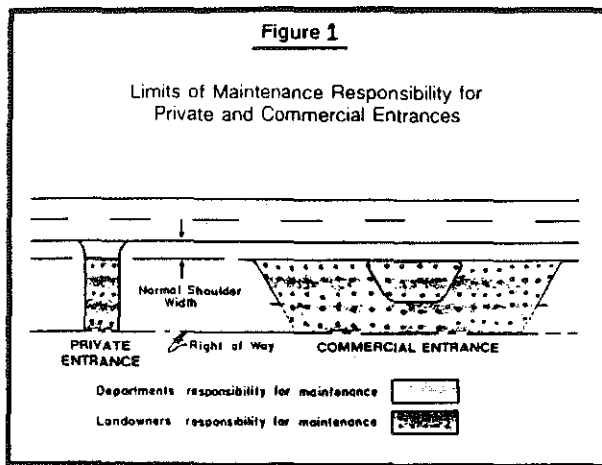 Figure 1
Limits of Maintenance Responsibility for
Private and Commercial Entrances
Normal Shoulder
Width
PRIVATE
ENTRANCE
Right of Way
COMMERCIAL ENTRANCE
Departments responsibility for maintenance
Landowners responsibility for maintenance